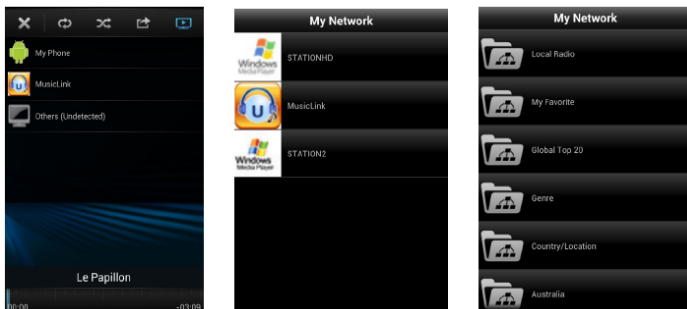 My Phone
MusicLink
Others (Undetected)
Le Papillon
00:00
-03:09
My Network
Windows
Media Player
STATIONHD
U
MusicLink
Windows
Media Player
STATION2
My Network
Local Radio
My Favorite
Global Top 20
Genre
Country/Location
Australia